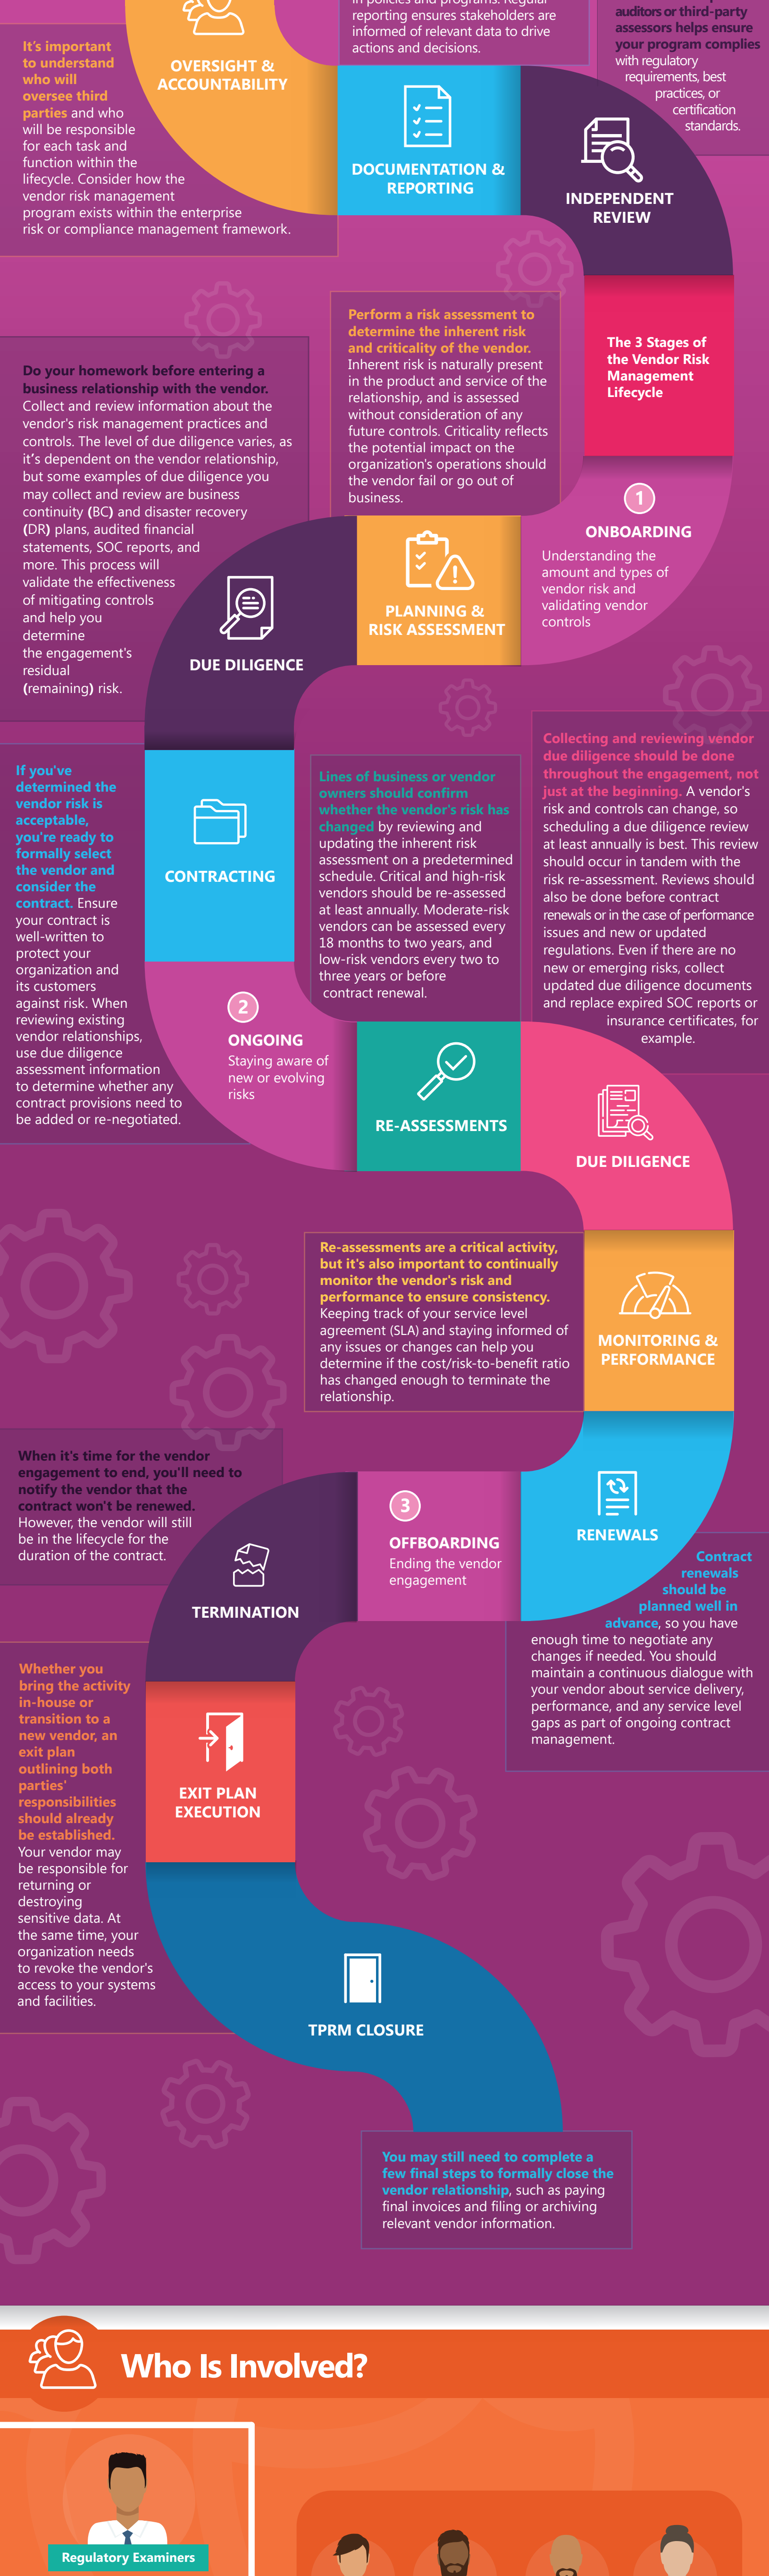 in policies and programs. Regular
reporting ensures stakeholders are
informed of relevant data to drive
actions and decisions.
auditors or third-party
assessors helps ensure
your program complies
with regulatory
requirements, best
practices, or
certification
standards.
It's important
to understand
who will
oversee third
parties and who
will be responsible
for each task and
function within the
lifecycle. Consider how the
vendor risk management
program exists within the enterprise
risk or compliance management framework.
OVERSIGHT &
ACCOUNTABILITY
DOCUMENTATION &
REPORTING
INDEPENDENT
REVIEW
The 3 Stages of
the Vendor Risk
Management
Lifecycle
1
ONBOARDING
Understanding the
amount and types of
vendor risk and
validating vendor
controls
Perform a risk assessment to
determine the inherent risk
and criticality of the vendor.
Inherent risk is naturally present
in the product and service of the
relationship, and is assessed
without consideration of any
future controls. Criticality reflects
the potential impact on the
organization's operations should
the vendor fail or go out of
business.
PLANNING &
RISK ASSESSMENT
Do your homework before entering a
business relationship with the vendor.
Collect and review information about the
vendor's risk management practices and
controls. The level of due diligence varies, as
it's dependent on the vendor relationship,
but some examples of due diligence you
may collect and review are business
continuity (BC) and disaster recovery
(DR) plans, audited financial
statements, SOC reports, and
more. This process will
validate the effectiveness
of mitigating controls
and help you
determine
the engagement's
residual
(remaining) risk.
DUE DILIGENCE
If you've
determined the
vendor risk is
acceptable,
you're ready to
formally select
the vendor and
consider the
contract. Ensure
your contract is
well-written to
protect your
organization and
its customers
against risk. When
reviewing existing
vendor relationships,
use due diligence
assessment information
to determine whether any
contract provisions need to
be added or re-negotiated.
CONTRACTING
2
ONGOING
Staying aware of
new or evolving
risks
Lines of business or vendor
owners should confirm
whether the vendor's risk has
changed by reviewing and
updating the inherent risk
assessment on a predetermined
schedule. Critical and high-risk
vendors should be re-assessed
at least annually. Moderate-risk
vendors can be assessed every
18 months to two years, and
low-risk vendors every two to
three years or before
contract renewal.
RE-ASSESSMENTS
Collecting and reviewing vendor
due diligence should be done
throughout the engagement, not
just at the beginning. A vendor's
risk and controls can change, so
scheduling a due diligence review
at least annually is best. This review
should occur in tandem with the
risk re-assessment. Reviews should
also be done before contract
renewals or in the case of performance
issues and new or updated
regulations. Even if there are no
new or emerging risks, collect
updated due diligence documents
and replace expired SOC reports or
insurance certificates, for
example.
DUE DILIGENCE
Re-assessments are a critical activity,
but it's also important to continually
monitor the vendor's risk and
performance to ensure consistency.
Keeping track of your service level
agreement (SLA) and staying informed of
any issues or changes can help you
determine if the cost/risk-to-benefit ratio
has changed enough to terminate the
relationship.
MONITORING &
PERFORMANCE
RENEWALS
Contract
renewals
should be
planned well in
advance, so you have
enough time to negotiate any
changes if needed. You should
maintain a continuous dialogue with
your vendor about service delivery,
performance, and any service level
gaps as part of ongoing contract
management.
3
OFFBOARDING
Ending the vendor
engagement
When it's time for the vendor
engagement to end, you'll need to
notify the vendor that the
contract won't be renewed.
However, the vendor will still
be in the lifecycle for the
duration of the contract.
TERMINATION
Whether you
bring the activity
in-house or
transition to a
new vendor, an
exit plan
outlining both
parties'
responsibilities
should already
be established.
Your vendor may
be responsible for
returning or
destroying
sensitive data. At
the same time, your
organization needs
to revoke the vendor's
access to your systems
and facilities.
EXIT PLAN
EXECUTION
TPRM CLOSURE
You may still need to complete a
few final steps to formally close the
vendor relationship, such as paying
final invoices and filing or archiving
relevant vendor information.
Who Is Involved?
Regulatory Examiners